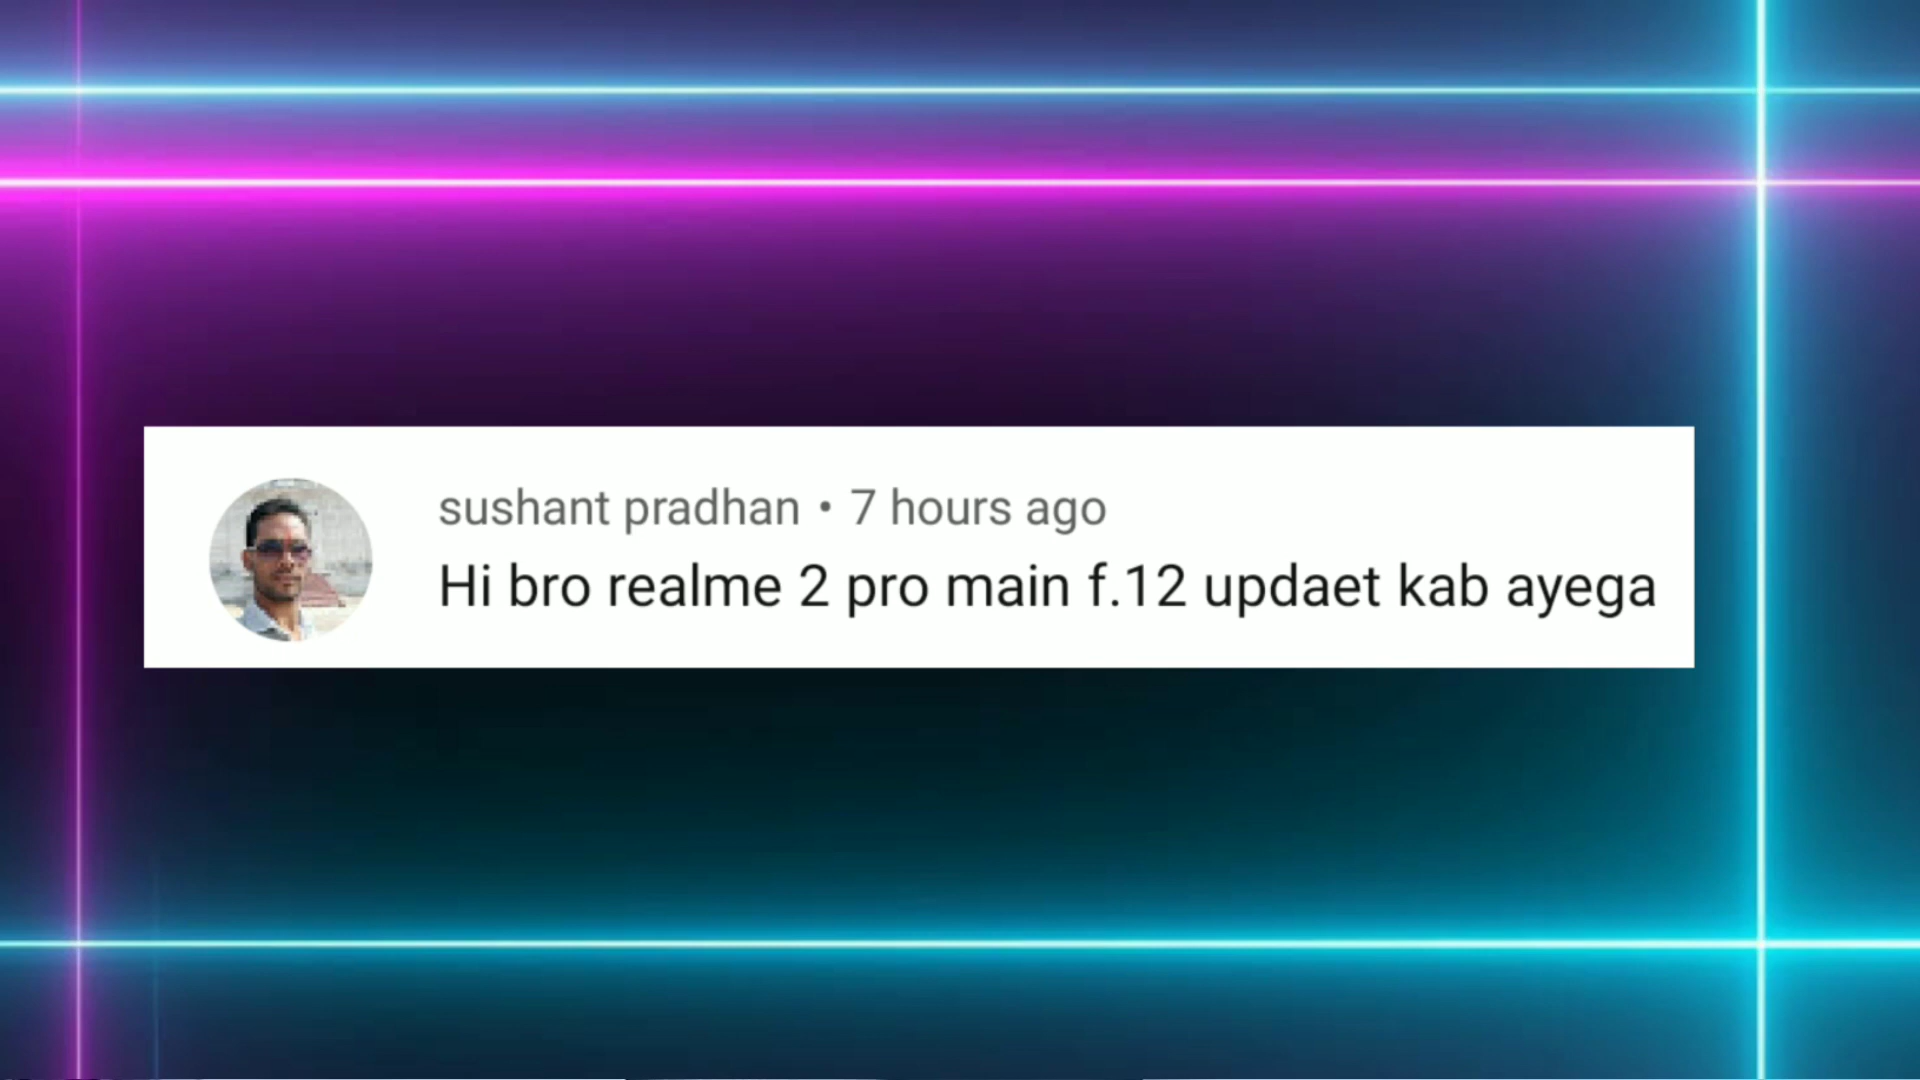 sushant pradhan • 7 hours ago
Hi bro realme 2 pro main f.12 updaet kab ayega